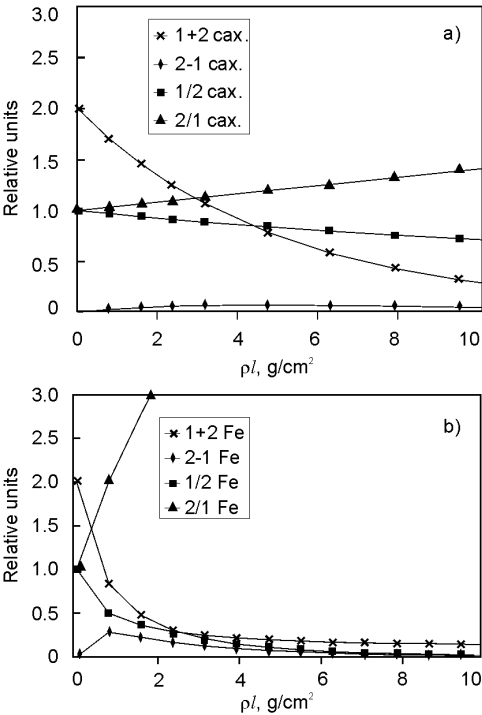 3.0
2.5
2.0
1.5
1.0
0.5
0
Relative units
1+2 cax.
2-1 cax.
1/2 cax.
2/1 cax.
a)
0 2 4 6 8 10
ρl, g/cm²
3.0
2.5
2.0
1.5
1.0
0.5
0
Relative units
1+2 Fe
2-1 Fe
1/2 Fe
2/1 Fe
b)
0 2 4 6 8 10
ρl, g/cm²